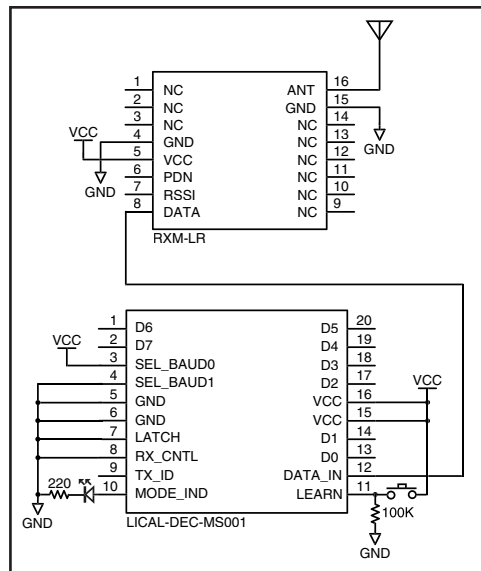 1 NC ANT 16
2 NC GND 15
3 NC NC 14
4 GND NC 13
VCC
5 VCC NC 12
6 PDN NC 11
GND
GND
7 RSSI NC 10
8 DATA NC 9
RXM-LR
1 D6 D5 20
2 D7 D4 19
VCC
3 SEL_BAUD0 D3 18
4 SEL_BAUD1 D2 17
VCC
5 GND VCC 16
6 GND VCC 15
7 LATCH D1 14
8 RX_CNTL D0 13
9 TX_ID DATA_IN 12
220
10 MODE_IND LEARN 11
100K
GND
LICAL-DEC-MS001
GND